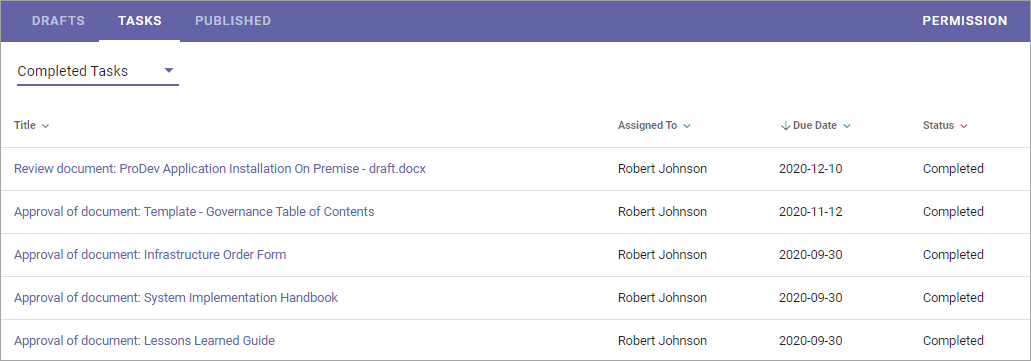 DRAFTS TASKS PUBLISHED PERMISSION
Completed Tasks
Title Assigned To Due Date Status
Review document: ProDev Application Installation On Premise - draft.docx Robert Johnson 2020-12-10 Completed
Approval of document: Template - Governance Table of Contents Robert Johnson 2020-11-12 Completed
Approval of document: Infrastructure Order Form Robert Johnson 2020-09-30 Completed
Approval of document: System Implementation Handbook Robert Johnson 2020-09-30 Completed
Approval of document: Lessons Learned Guide Robert Johnson 2020-09-30 Completed